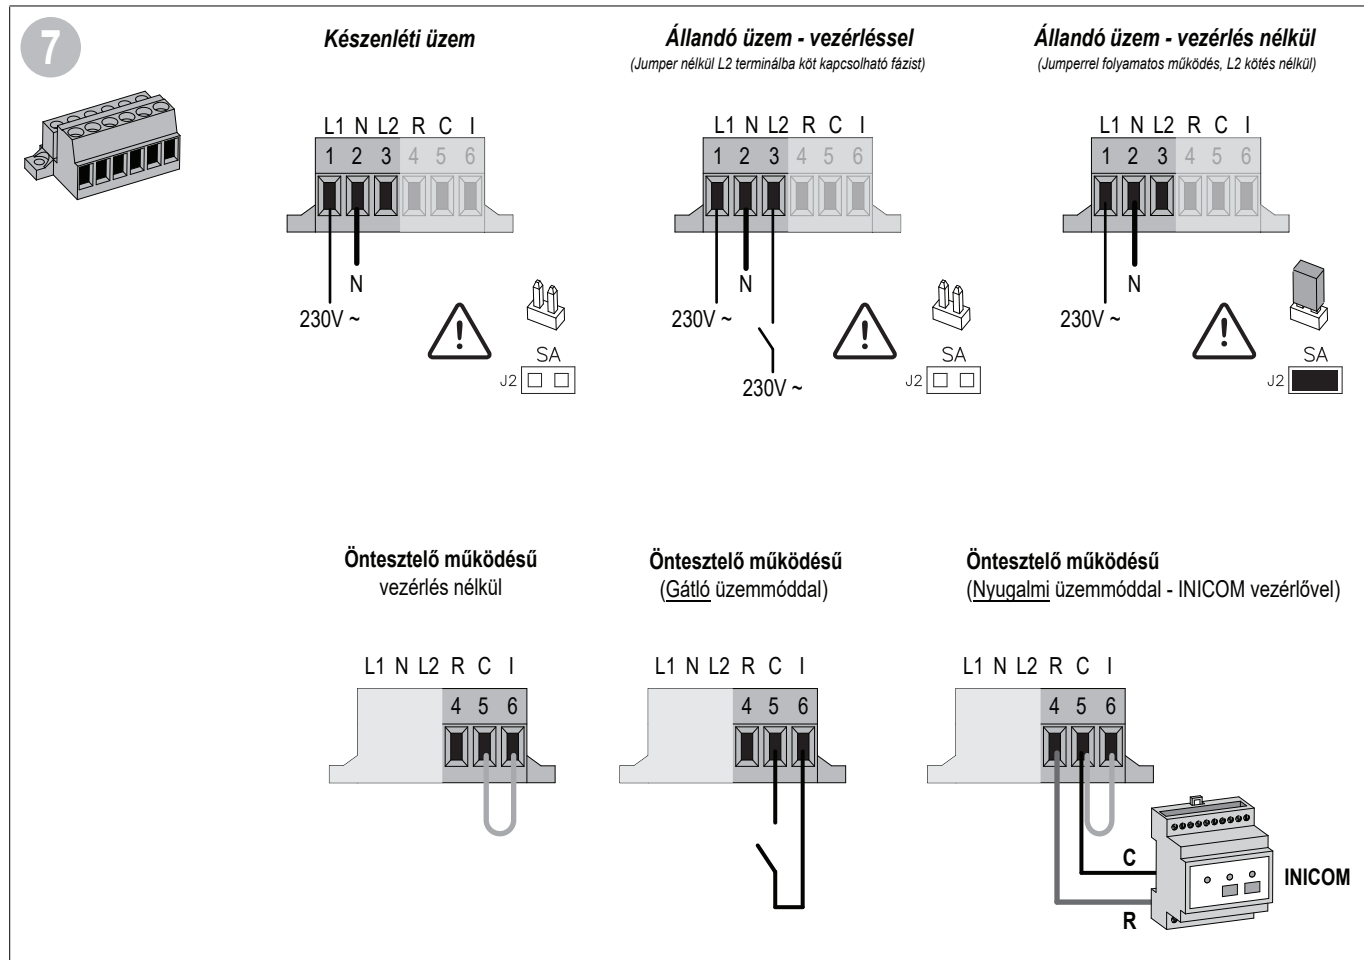 7
Készenléti üzem
L1 N L2 R C I
1 2 3 4 5 6
N
230V ~
SA
J2
Állandó üzem - vezérléssel
(Jumper nélkül L2 terminálba köt kapcsolható fázist)
L1 N L2 R C I
1 2 3 4 5 6
N
230V ~
230V ~
SA
J2
Állandó üzem - vezérlés nélkül
(Jumperrel folyamatos működés, L2 kötés nélkül)
L1 N L2 R C I
1 2 3 4 5 6
N
230V ~
SA
J2
Öntesztelő működésű
vezérlés nélkül
L1 N L2 R C I
4 5 6
Öntesztelő működésű
(Gátló üzemmóddal)
L1 N L2 R C I
4 5 6
Öntesztelő működésű
(Nyugalmi üzemmóddal - INICOM vezérlővel)
L1 N L2 R C I
4 5 6
C
R
INICOM